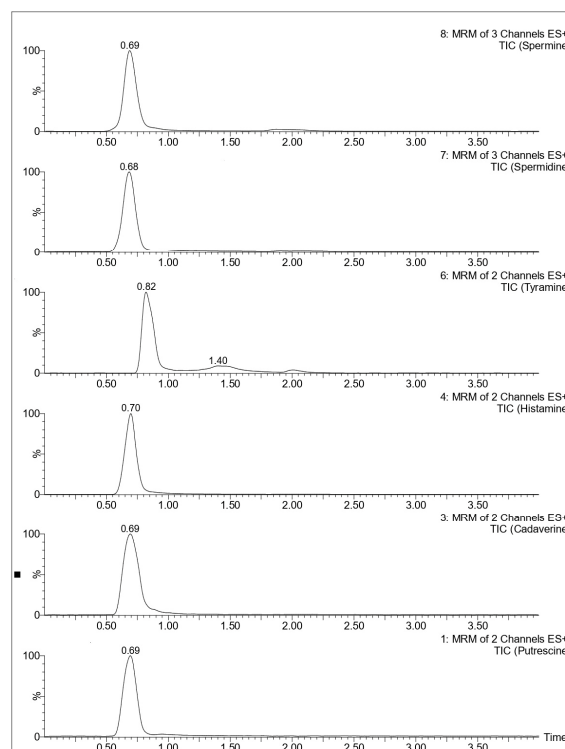 8: MRM of 3 Channels ES+
TIC (Spermine
0.69
100
%
0
0.50 1.00 1.50 2.00 2.50 3.00 3.50
7: MRM of 3 Channels ES+
TIC (Spermidine
0.68
100
%
0
0.50 1.00 1.50 2.00 2.50 3.00 3.50
6: MRM of 2 Channels ES+
TIC (Tyramine
0.82
100
%
1.40
0
0.50 1.00 1.50 2.00 2.50 3.00 3.50
4: MRM of 2 Channels ES+
TIC (Histamine
0.70
100
%
0
0.50 1.00 1.50 2.00 2.50 3.00 3.50
3: MRM of 2 Channels ES+
TIC (Cadaverine
0.69
100
%
0
0.50 1.00 1.50 2.00 2.50 3.00 3.50
1: MRM of 2 Channels ES+
TIC (Putrescine
0.69
100
%
0
Time
0.50 1.00 1.50 2.00 2.50 3.00 3.50